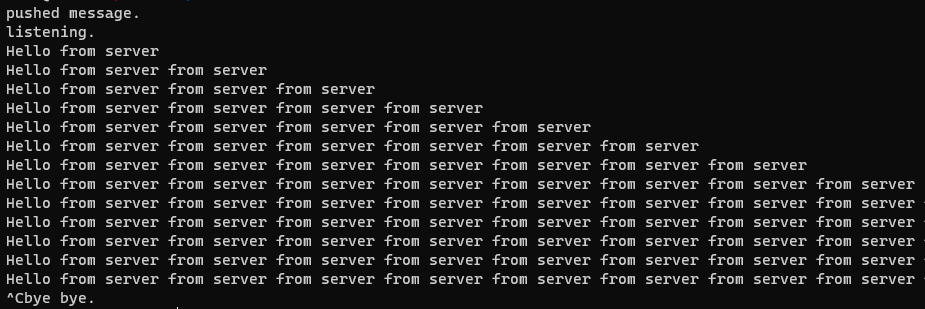 pushed message.
listening.
Hello from server
Hello from server from server
Hello from server from server from server
Hello from server from server from server from server
Hello from server from server from server from server from server
Hello from server from server from server from server from server from server
Hello from server from server from server from server from server from server from server
Hello from server from server from server from server from server from server from server from server
Hello from server from server from server from server from server from server from server from server
Hello from server from server from server from server from server from server from server from server
Hello from server from server from server from server from server from server from server from server
Hello from server from server from server from server from server from server from server from server
Hello from server from server from server from server from server from server from server from server
^Cbye bye.